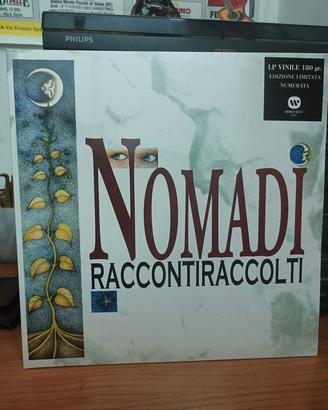 PHILIPS
LP VINILE 180 gr.
EDIZIONE LIMITATA
NUMERATA
NOMADI
RACCONTIRACCOLTI